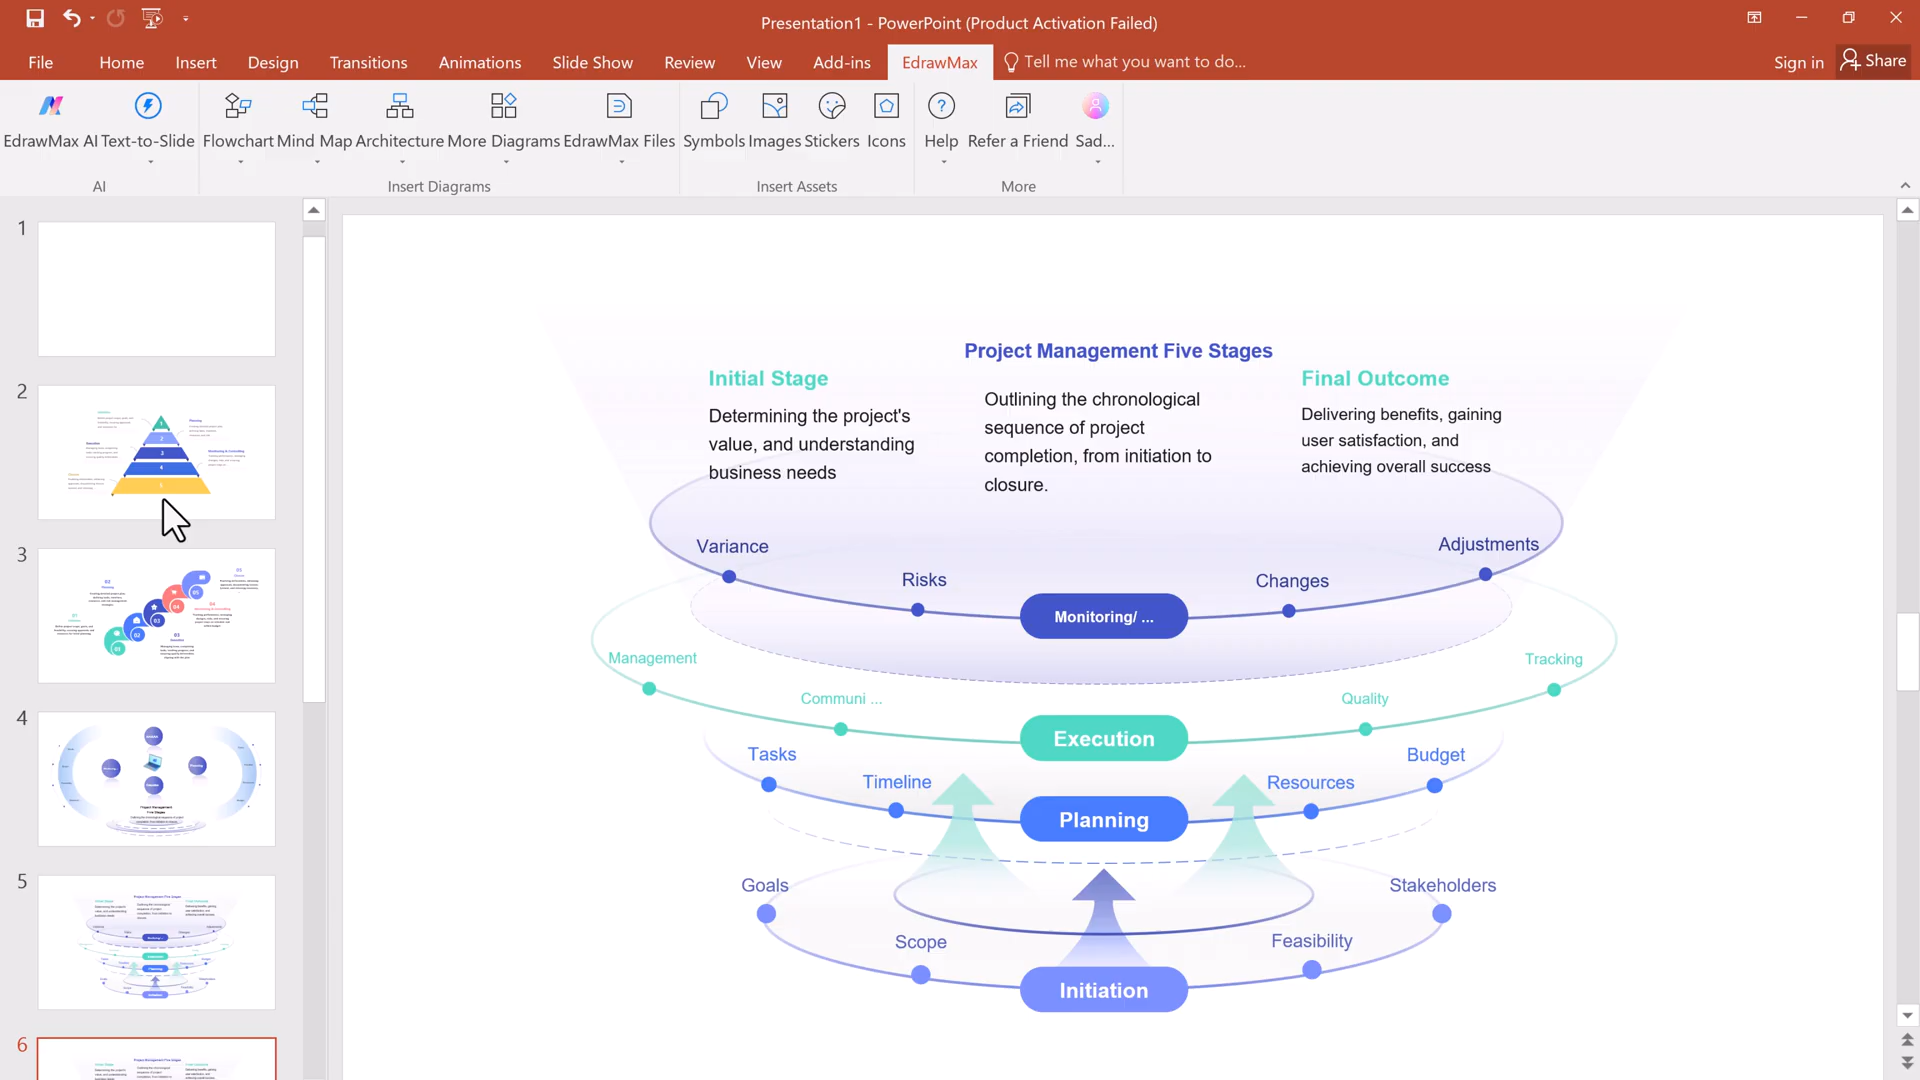 Presentation1 - PowerPoint (Product Activation Failed)
File Home Insert Design Transitions Animations Slide Show Review View Add-ins EdrawMax Tell me what you want to do... Sign in Share
EdrawMax AI Text-to-Slide Flowchart Mind Map Architecture More Diagrams EdrawMax Files Symbols Images Stickers Icons Help Refer a Friend Sad...
AI Insert Diagrams Insert Assets More
1
2
3
4
5
6
Project Management Five Stages
Initial Stage
Determining the project's
value, and understanding
business needs
Outlining the chronological
sequence of project
completion, from initiation to
closure.
Final Outcome
Delivering benefits, gaining
user satisfaction, and
achieving overall success
Variance
Risks
Monitoring/ ...
Changes
Adjustments
Management
Communi ...
Execution
Quality
Tracking
Tasks
Timeline
Planning
Resources
Budget
Goals
Scope
Initiation
Feasibility
Stakeholders